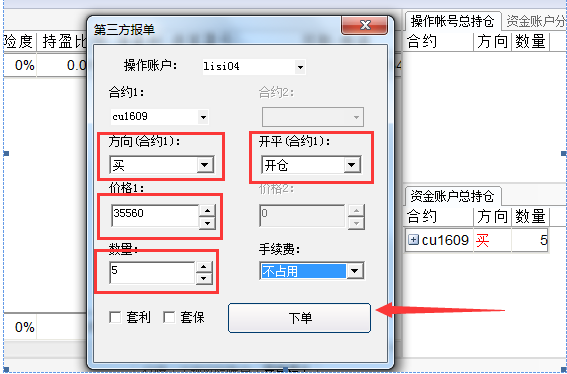 第三方报单
操作帐号总持仓 资金账户分
险度 持盈比
合约 方向 数量
0% 0.0
操作账户: lisi04
4
合约1: 合约2:
cu1609
方向(合约1): 开平(合约1):
买 开仓
价格1: 价格2:
35560 0
资金账户总持仓
合约 方向 数量
cu1609 买 5
数量: 手续费:
5 不占用
套利 套保 下单
0%